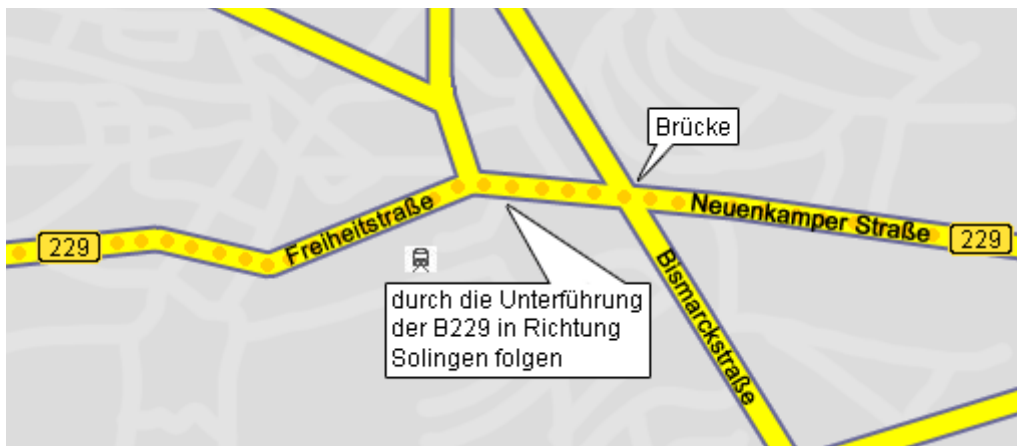 Brücke
Neuenkamper Straße
229
Freiheitstraße
229
Bismarckstraße
durch die Unterführung
der B229 in Richtung
Solingen folgen